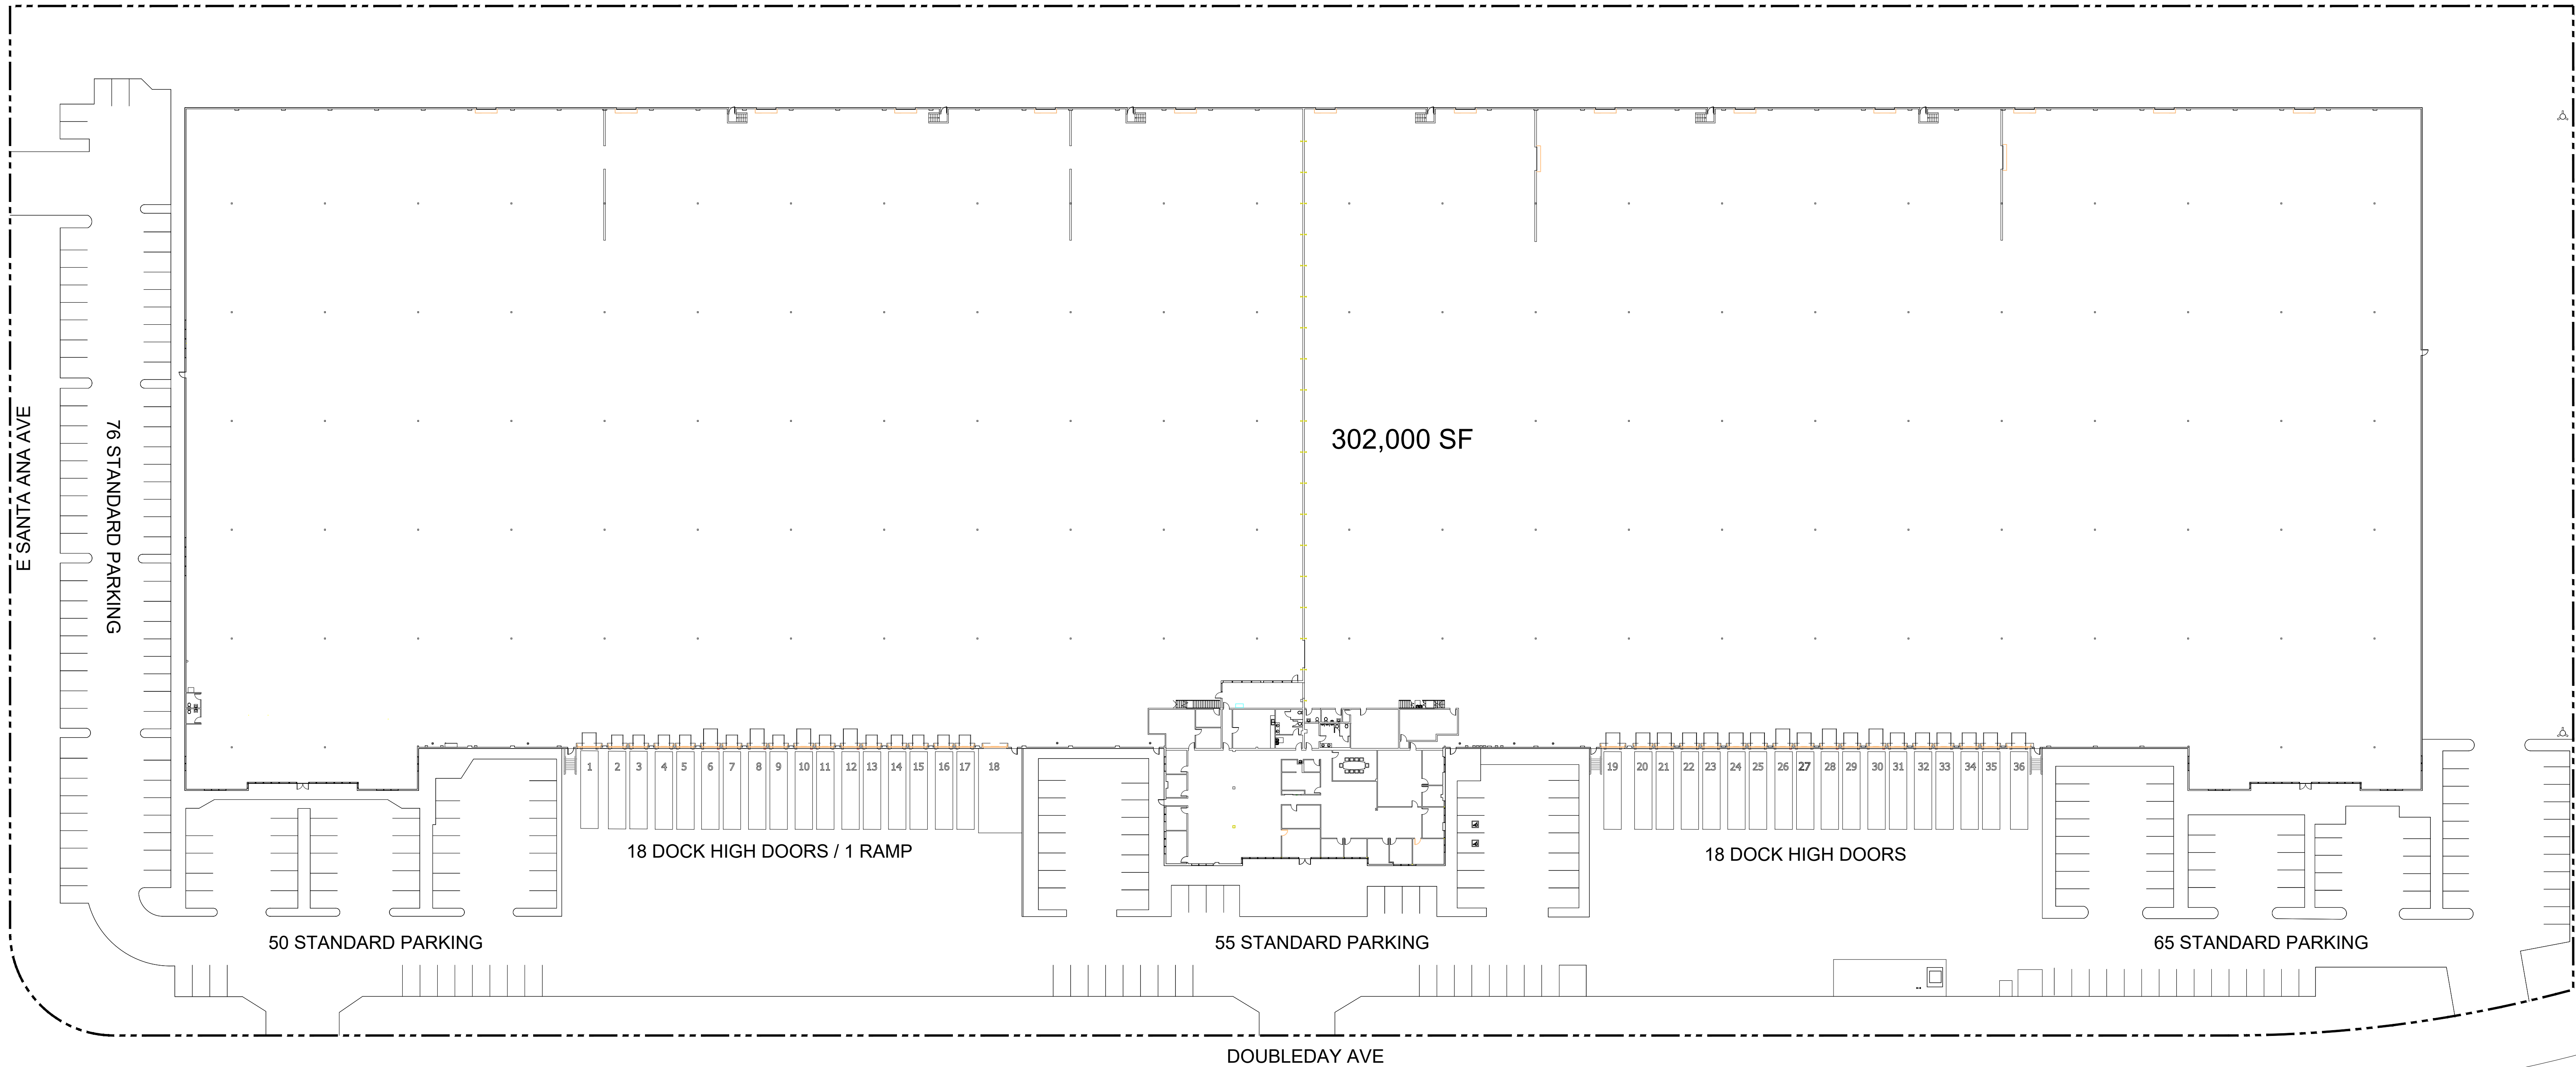 302,000 SF
E SANTA ANA AVE
76 STANDARD PARKING
1 2 3 4 5 6 7 8 9 10 11 12 13 14 15 16 17 18
19 20 21 22 23 24 25 26 27 28 29 30 31 32 33 34 35 36
18 DOCK HIGH DOORS / 1 RAMP
18 DOCK HIGH DOORS
50 STANDARD PARKING
55 STANDARD PARKING
65 STANDARD PARKING
DOUBLEDAY AVE